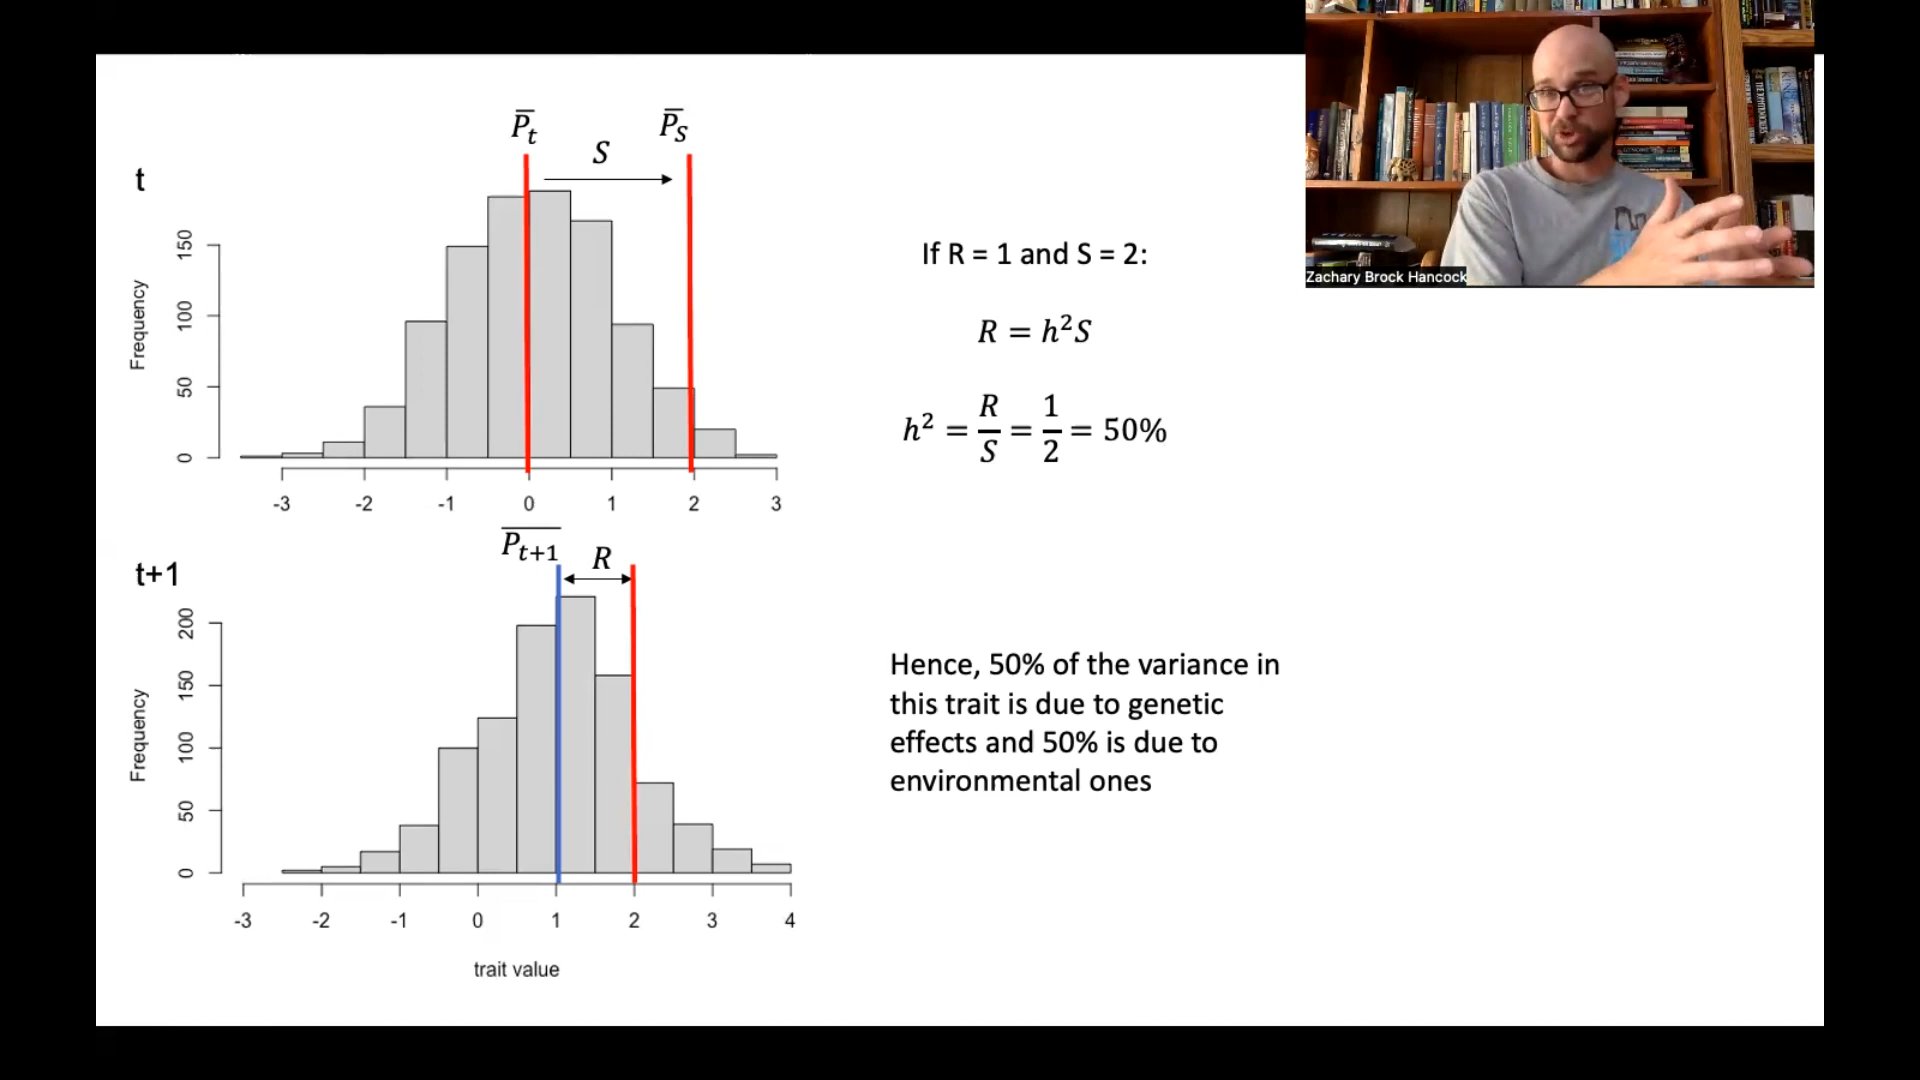 P̅t
P̅S
S
t
Frequency
150
100
50
0
-3 -2 -1 0 1 2 3
P̅t+1
R
t+1
Frequency
200
150
100
50
0
-3 -2 -1 0 1 2 3 4
trait value
If R = 1 and S = 2:
R = h²S
h² = R/S = 1/2 = 50%
Hence, 50% of the variance in
this trait is due to genetic
effects and 50% is due to
environmental ones
Zachary Brock Hancock